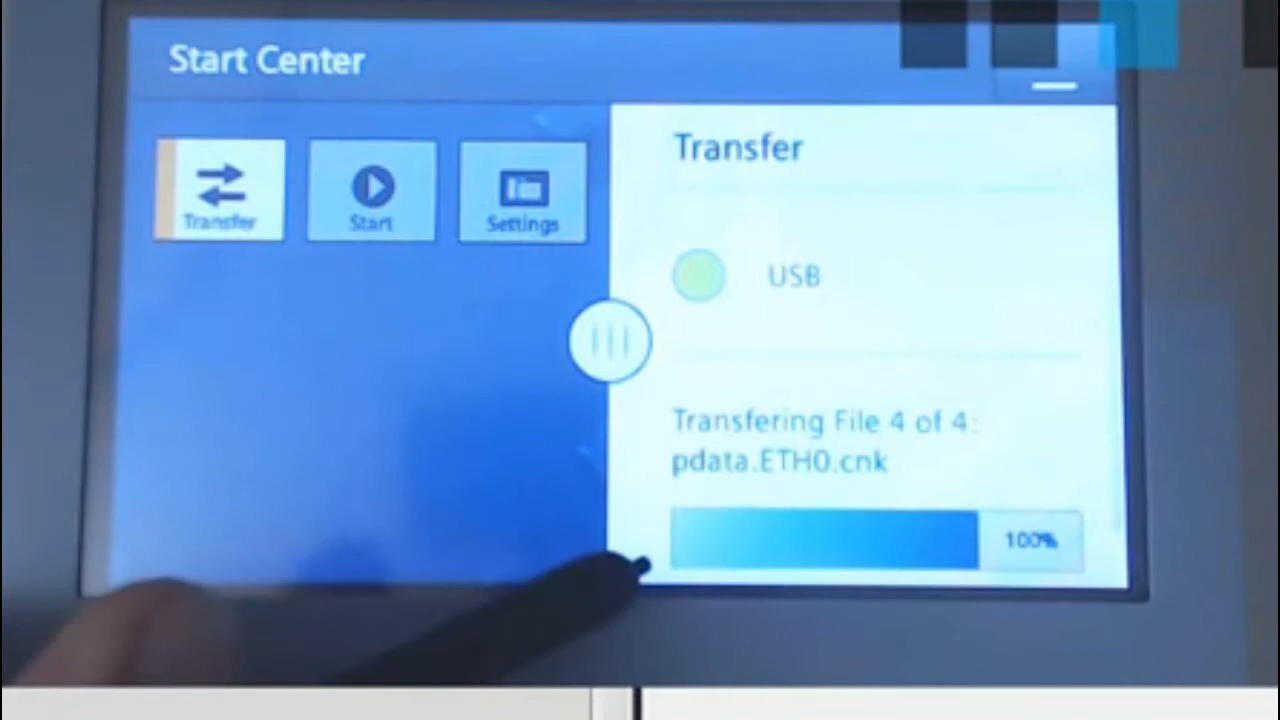 Start Center
Transfer
Start
Settings
Transfer
USB
Transfering File 4 of 4:
pdata.ETH0.cnk
100%